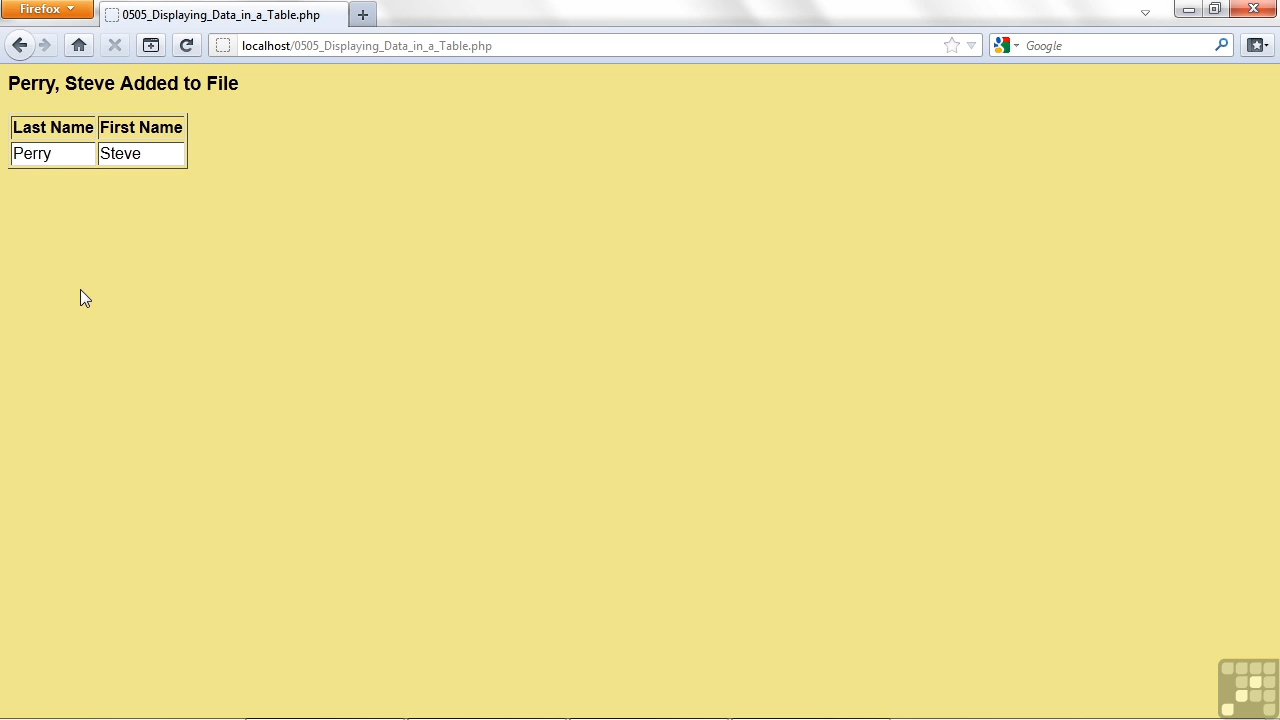 Firefox
0505_Displaying_Data_in_a_Table.php
localhost/0505_Displaying_Data_in_a_Table.php
Google
Perry, Steve Added to File
Last Name First Name
Perry Steve